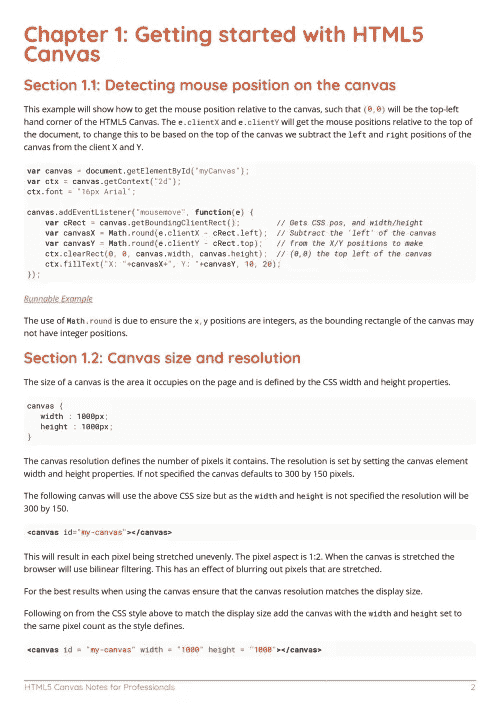 Chapter 1: Getting started with HTML5
Canvas
Section 1.1: Detecting mouse position on the canvas
This example will show how to get the mouse position relative to the canvas, such that (0,0) will be the top-left
hand corner of the HTML5 Canvas. The e.clientX and e.clientY will get the mouse positions relative to the top of
the document, to change this to be based on the top of the canvas we subtract the left and right positions of the
canvas from the client X and Y.
var canvas = document.getElementById("myCanvas");
var ctx = canvas.getContext("2d");
ctx.font = "16px Arial";
canvas.addEventListener("mousemove", function(e) {
    var cRect = canvas.getBoundingClientRect();        // Gets CSS pos, and width/height
    var canvasX = Math.round(e.clientX - cRect.left);  // Subtract the 'left' of the canvas
    var canvasY = Math.round(e.clientY - cRect.top);   // from the X/Y positions to make
    ctx.clearRect(0, 0, canvas.width, canvas.height);  // (0,0) the top left of the canvas
    ctx.fillText("X: "+canvasX+", Y: "+canvasY, 10, 20);
});
Runnable Example
The use of Math.round is due to ensure the x, y positions are integers, as the bounding rectangle of the canvas may
not have integer positions.
Section 1.2: Canvas size and resolution
The size of a canvas is the area it occupies on the page and is defined by the CSS width and height properties.
canvas {
   width : 1000px;
   height : 1000px;
}
The canvas resolution defines the number of pixels it contains. The resolution is set by setting the canvas element
width and height properties. If not specified the canvas defaults to 300 by 150 pixels.
The following canvas will use the above CSS size but as the width and height is not specified the resolution will be
300 by 150.
<canvas id="my-canvas"></canvas>
This will result in each pixel being stretched unevenly. The pixel aspect is 1:2. When the canvas is stretched the
browser will use bilinear filtering. This has an effect of blurring out pixels that are stretched.
For the best results when using the canvas ensure that the canvas resolution matches the display size.
Following on from the CSS style above to match the display size add the canvas with the width and height set to
the same pixel count as the style defines.
<canvas id = "my-canvas" width = "1000" height = "1000"></canvas>
HTML5 Canvas Notes for Professionals 2